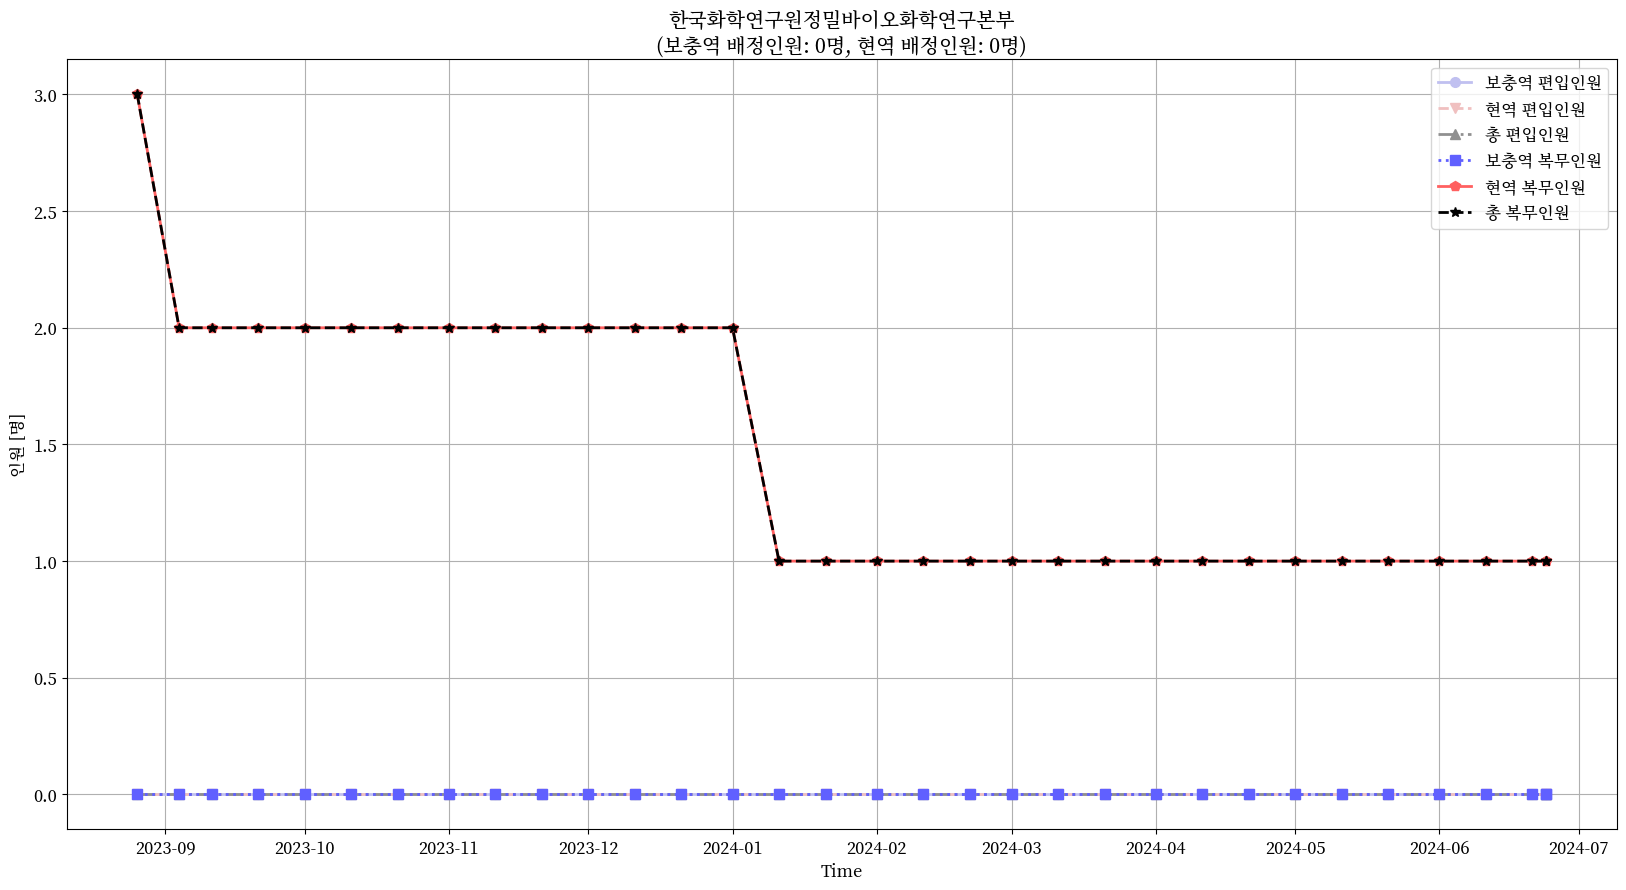 한국화학연구원정밀바이오화학연구본부
(보충역 배정인원: 0명, 현역 배정인원: 0명)
보충역 편입인원
현역 편입인원
총 편입인원
보충역 복무인원
현역 복무인원
총 복무인원
인원 [명]
3.0
2.5
2.0
1.5
1.0
0.5
0.0
2023-09
2023-10
2023-11
2023-12
2024-01
2024-02
2024-03
2024-04
2024-05
2024-06
2024-07
Time